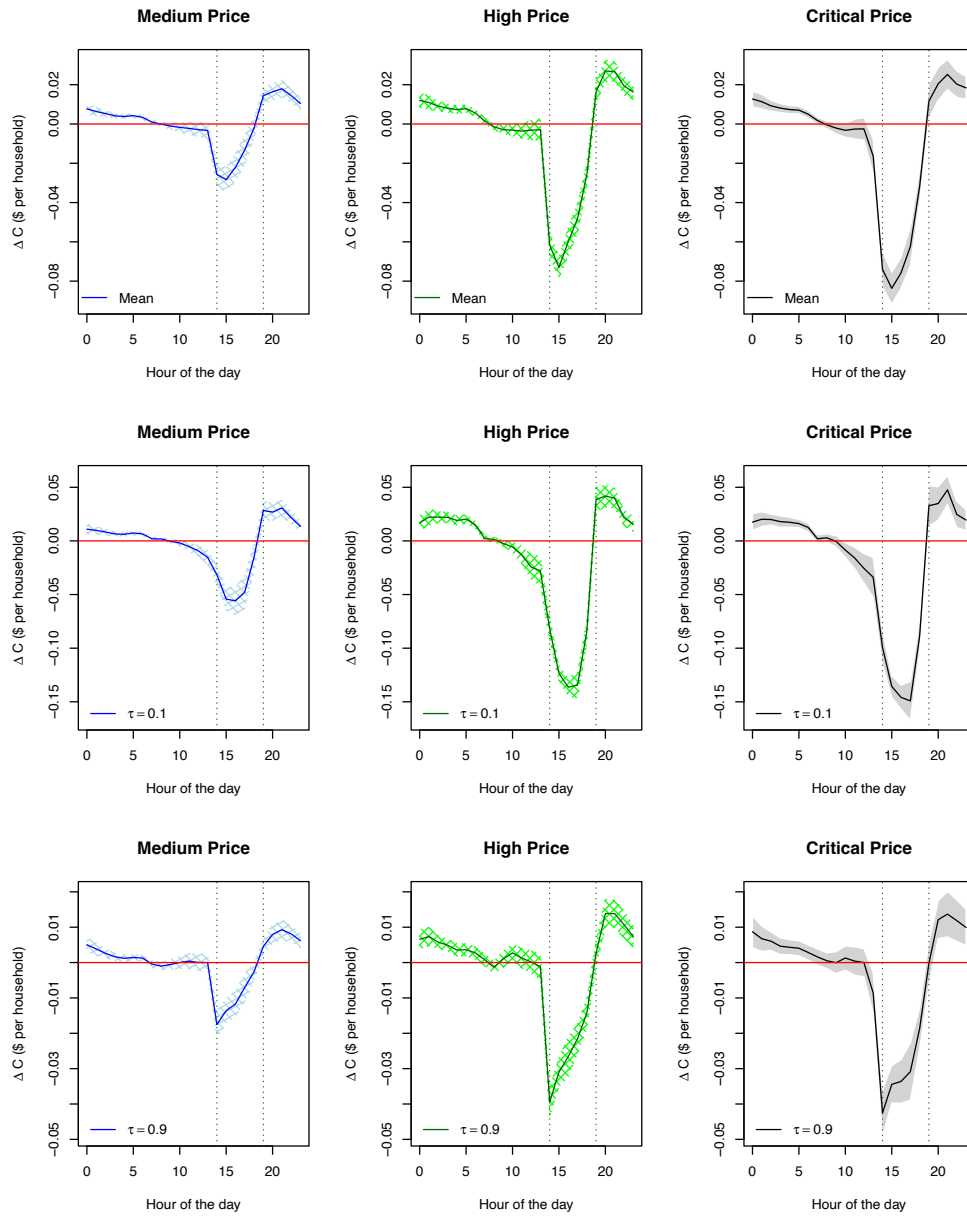 Medium Price
High Price
Critical Price
Δ C ($ per household)
0.02
0.00
−0.04
−0.08
Mean
0 5 10 15 20
Hour of the day
Δ C ($ per household)
0.02
0.00
−0.04
−0.08
Mean
0 5 10 15 20
Hour of the day
Δ C ($ per household)
0.02
0.00
−0.04
−0.08
Mean
0 5 10 15 20
Hour of the day
Medium Price
High Price
Critical Price
Δ C ($ per household)
0.05
0.00
−0.05
−0.10
−0.15
τ = 0.1
0 5 10 15 20
Hour of the day
Δ C ($ per household)
0.05
0.00
−0.05
−0.10
−0.15
τ = 0.1
0 5 10 15 20
Hour of the day
Δ C ($ per household)
0.05
0.00
−0.05
−0.10
−0.15
τ = 0.1
0 5 10 15 20
Hour of the day
Medium Price
High Price
Critical Price
Δ C ($ per household)
0.01
−0.01
−0.03
−0.05
τ = 0.9
0 5 10 15 20
Hour of the day
Δ C ($ per household)
0.01
−0.01
−0.03
−0.05
τ = 0.9
0 5 10 15 20
Hour of the day
Δ C ($ per household)
0.01
−0.01
−0.03
−0.05
τ = 0.9
0 5 10 15 20
Hour of the day